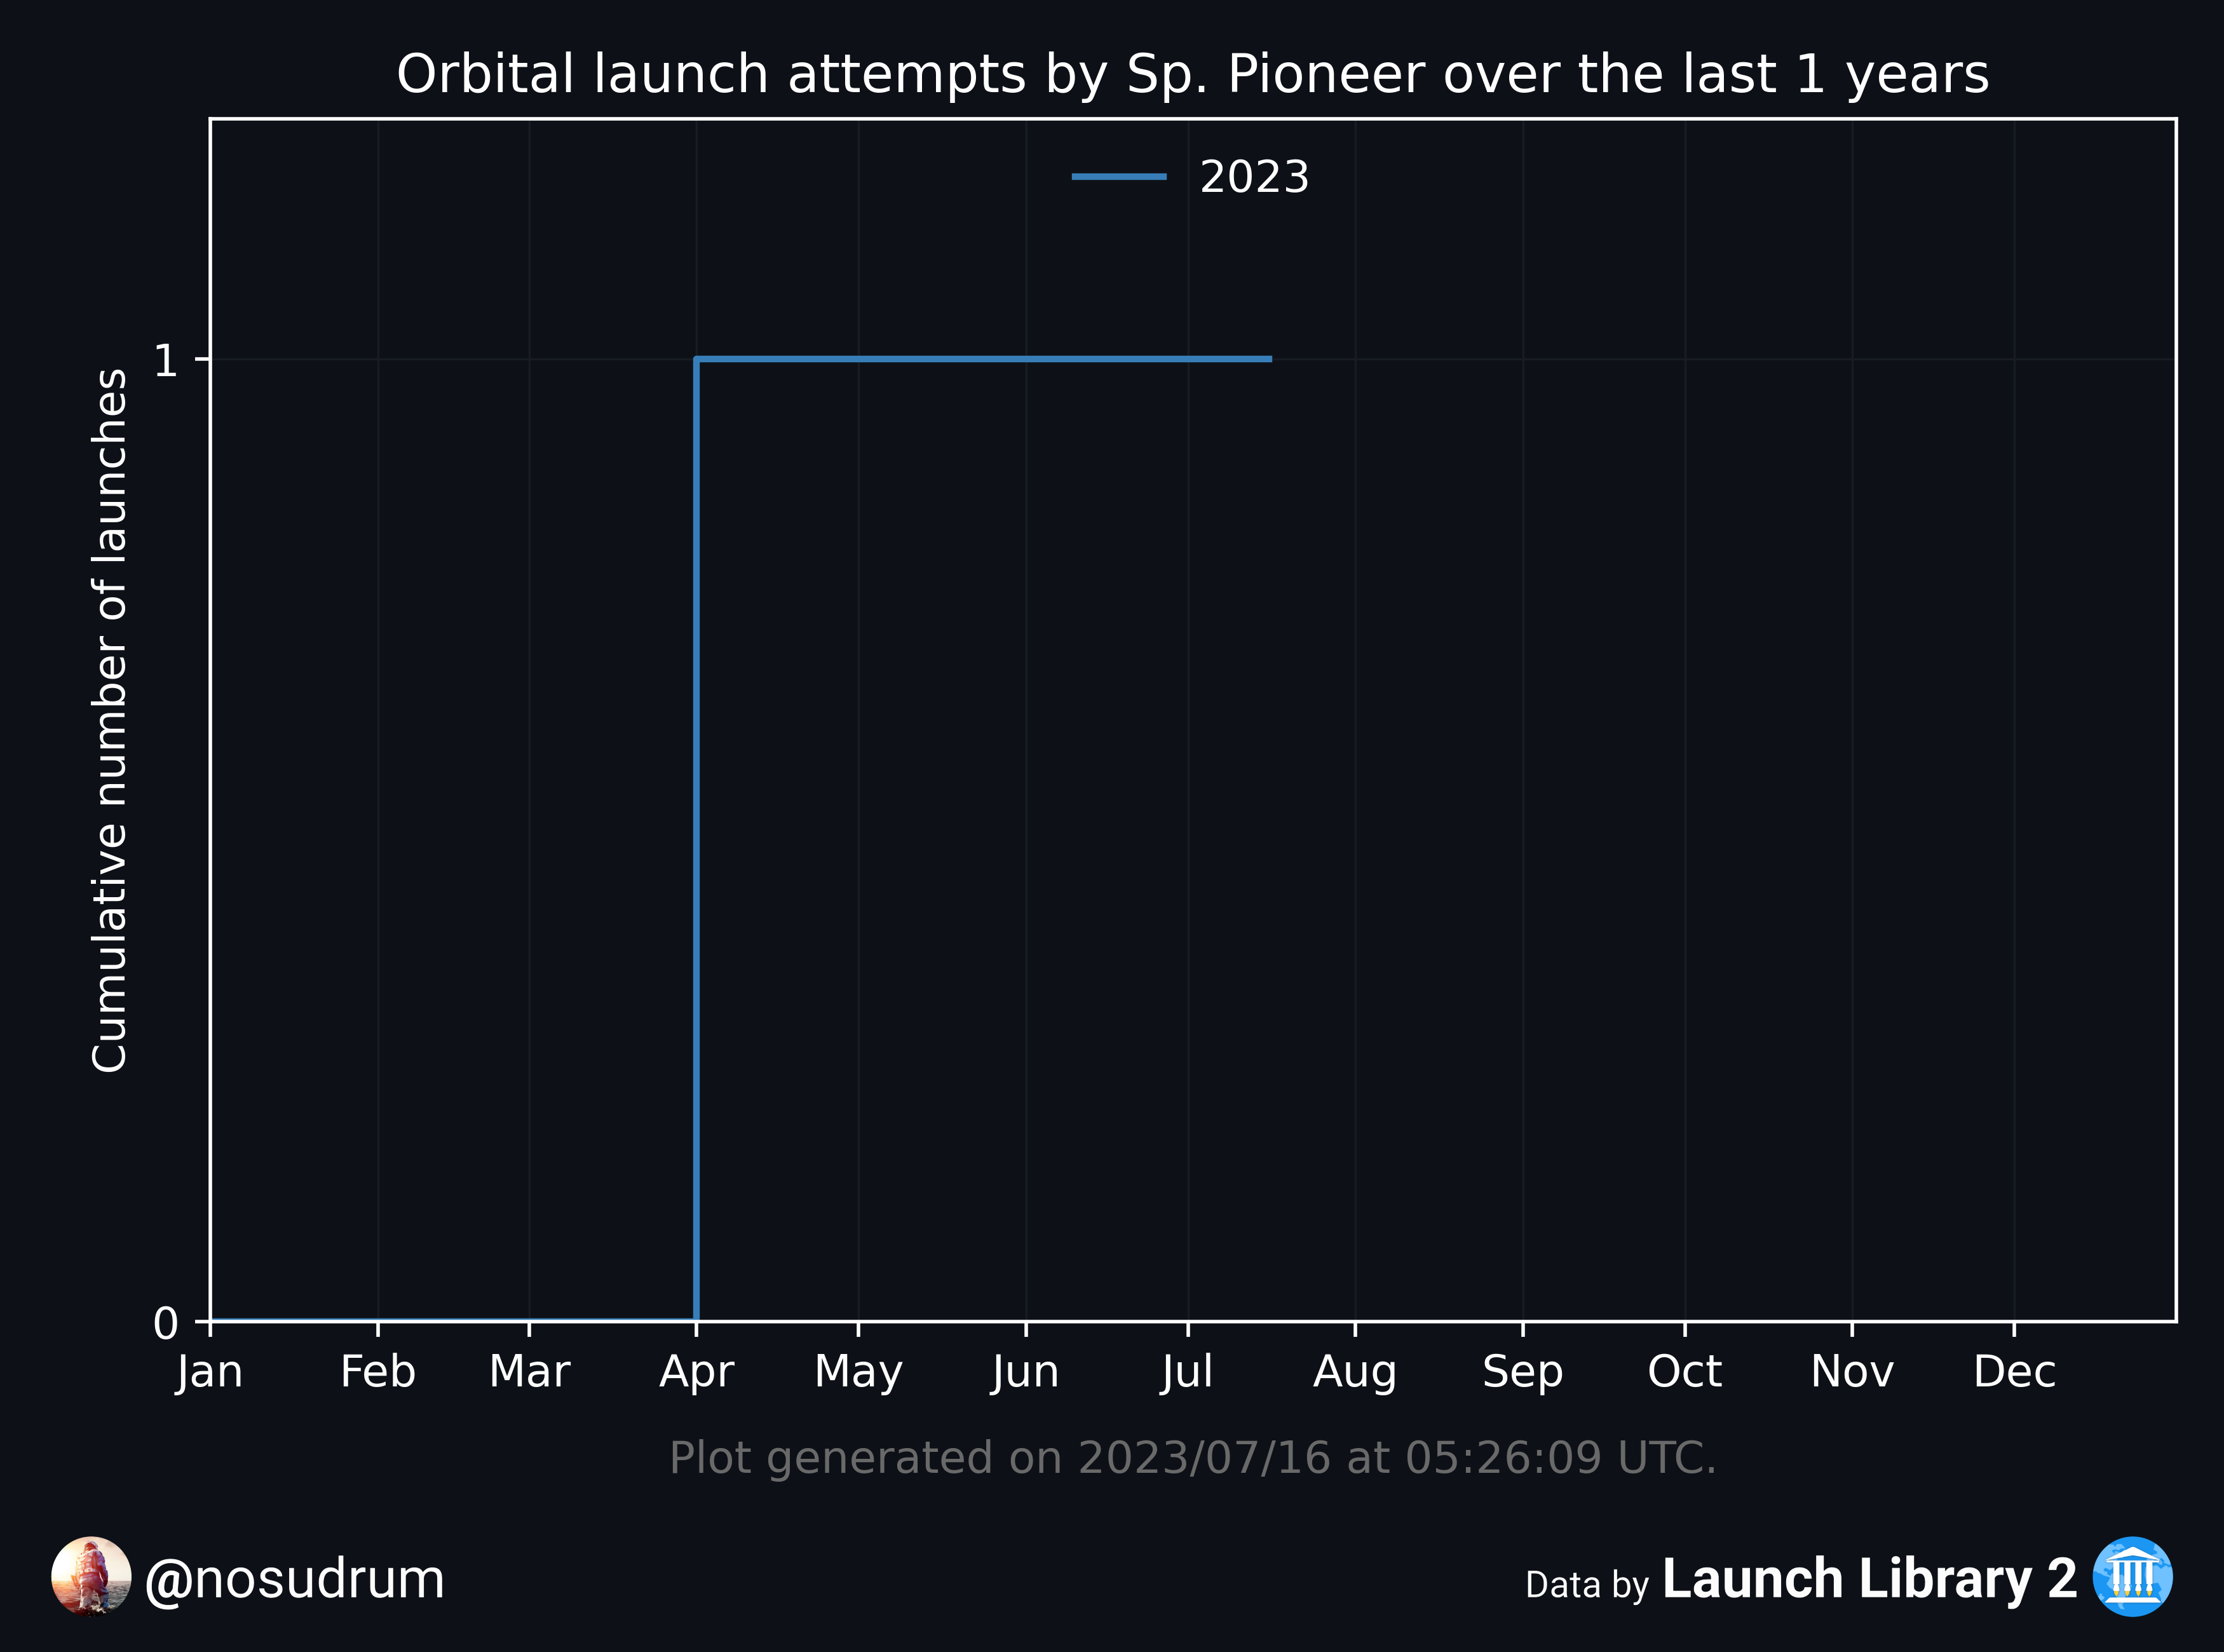 Orbital launch attempts by Sp. Pioneer over the last 1 years
2023
Cumulative number of launches
1
0
Jan Feb Mar Apr May Jun Jul Aug Sep Oct Nov Dec
Plot generated on 2023/07/16 at 05:26:09 UTC.
@nosudrum
Data by Launch Library 2